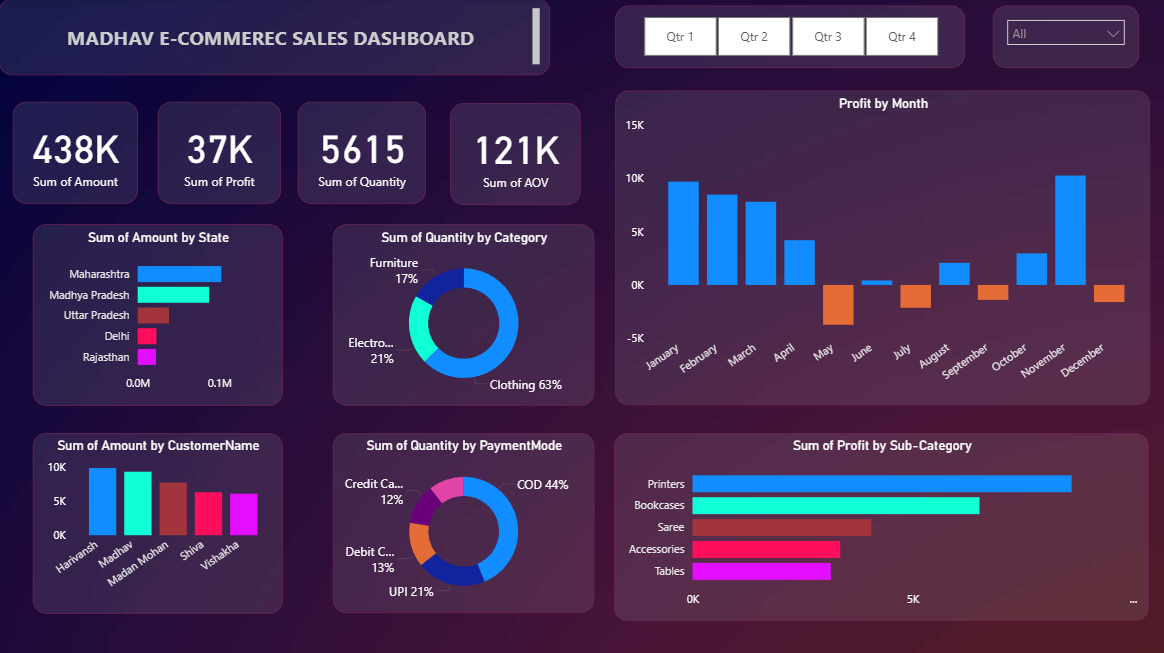 MADHAV E-COMMEREC SALES DASHBOARD
Qtr 1
Qtr 2
Qtr 3
Qtr 4
All
438K
Sum of Amount
37K
Sum of Profit
5615
Sum of Quantity
121K
Sum of AOV
Profit by Month
15K
10K
5K
0K
-5K
January
February
March
April
May
June
July
August
September
October
November
December
Sum of Amount by State
Maharashtra
Madhya Pradesh
Uttar Pradesh
Delhi
Rajasthan
0.0M
0.1M
Sum of Quantity by Category
Furniture
17%
Electro...
21%
Clothing 63%
Sum of Amount by CustomerName
10K
5K
0K
Harivansh
Madhav
Madan Mohan
Shiva
Vishakha
Sum of Quantity by PaymentMode
Credit Ca...
12%
COD 44%
Debit C...
13%
UPI 21%
Sum of Profit by Sub-Category
Printers
Bookcases
Saree
Accessories
Tables
0K
5K
...